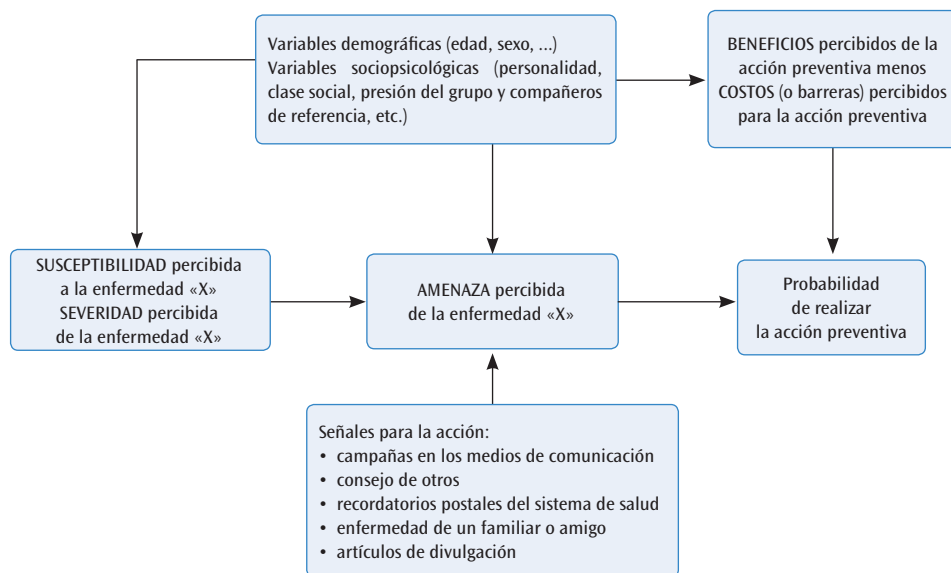 Variables demográficas (edad, sexo, ...)
Variables sociopsicológicas (personalidad,
clase social, presión del grupo y compañeros
de referencia, etc.)
BENEFICIOS percibidos de la
acción preventiva menos
COSTOS (o barreras) percibidos
para la acción preventiva
SUSCEPTIBILIDAD percibida
a la enfermedad «X»
SEVERIDAD percibida
de la enfermedad «X»
AMENAZA percibida
de la enfermedad «X»
Probabilidad
de realizar
la acción preventiva
Señales para la acción:
• campañas en los medios de comunicación
• consejo de otros
• recordatorios postales del sistema de salud
• enfermedad de un familiar o amigo
• artículos de divulgación